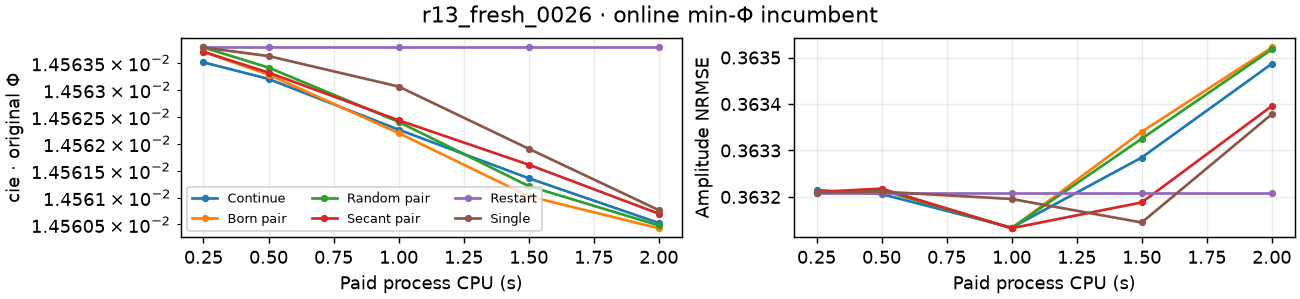 r13_fresh_0026 · online min-Φ incumbent
cie · original Φ
1.45635 × 10⁻²
1.4563 × 10⁻²
1.45625 × 10⁻²
1.4562 × 10⁻²
1.45615 × 10⁻²
1.4561 × 10⁻²
1.45605 × 10⁻²
Continue Random pair Restart
Born pair Secant pair Single
0.25 0.50 0.75 1.00 1.25 1.50 1.75 2.00
Paid process CPU (s)
Amplitude NRMSE
0.3635
0.3634
0.3633
0.3632
0.25 0.50 0.75 1.00 1.25 1.50 1.75 2.00
Paid process CPU (s)